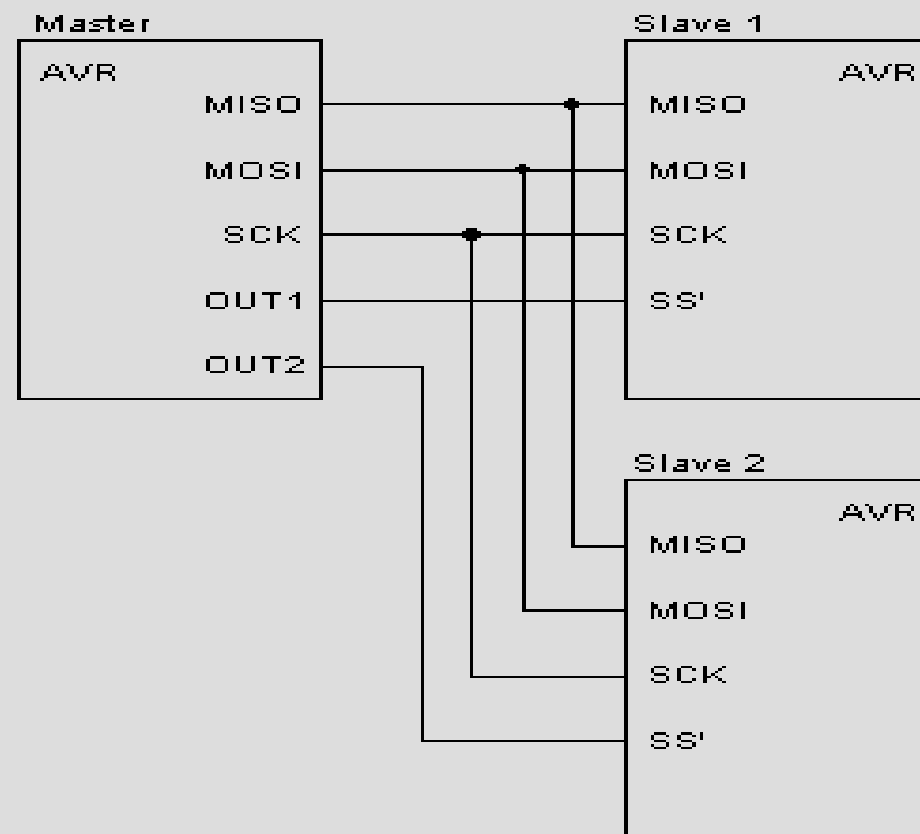 Master
AVR
MISO
MOSI
SCK
OUT1
OUT2
Slave 1
AVR
MISO
MOSI
SCK
SS'
Slave 2
AVR
MISO
MOSI
SCK
SS'